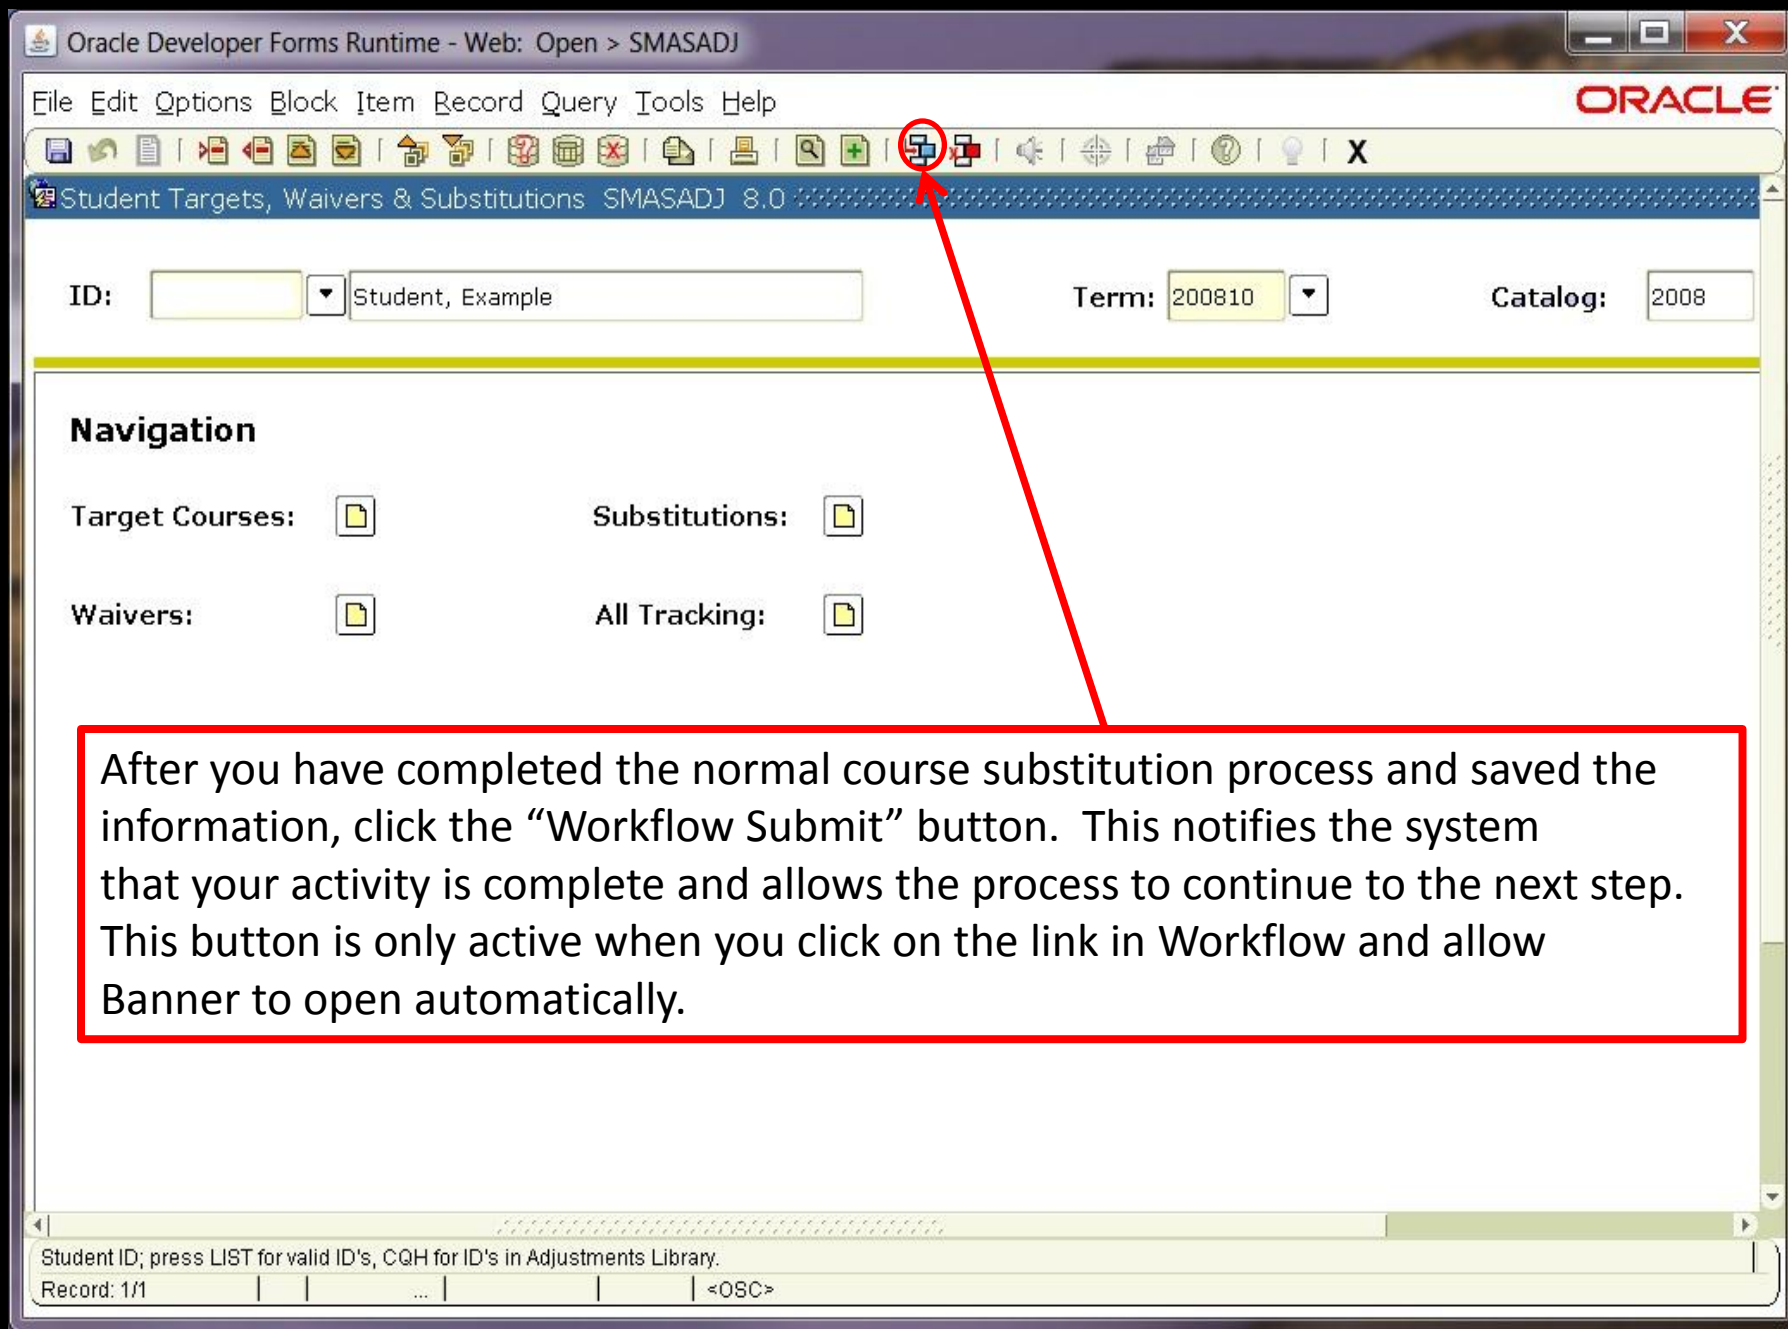 Oracle Developer Forms Runtime - Web: Open > SMASADJ
X
File Edit Options Block Item Record Query Tools Help
ORACLE
X
Student Targets, Waivers & Substitutions SMASADJ 8.0
ID: Student, Example Term: 200810 Catalog: 2008
Navigation
Target Courses: Substitutions:
Waivers: All Tracking:
After you have completed the normal course substitution process and saved the
information, click the “Workflow Submit” button. This notifies the system
that your activity is complete and allows the process to continue to the next step.
This button is only active when you click on the link in Workflow and allow
Banner to open automatically.
Student ID; press LIST for valid ID's, CQH for ID's in Adjustments Library.
Record: 1/1 ... <OSC>